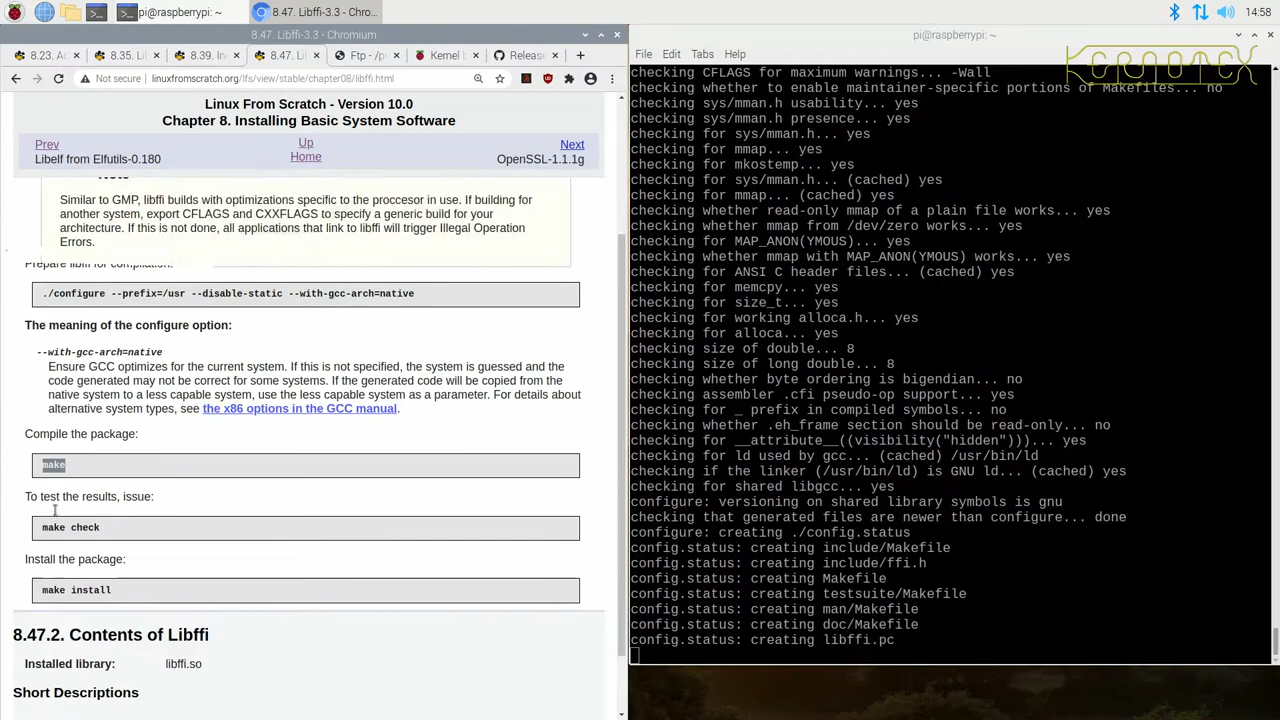 pi@raspberrypi: ~
8.47. Libffi-3.3 - Chro...
14:58
8.47. Libffi-3.3 - Chromium
8.23. Ac
8.35. Li
8.39. In
8.47. Li
Ftp - /p
Kernel b
Release
Not secure
linuxfromscratch.org/lfs/view/stable/chapter08/libffi.html
Linux From Scratch - Version 10.0
Chapter 8. Installing Basic System Software
Prev
Up
Next
Libelf from Elfutils-0.180
Home
OpenSSL-1.1.1g
Note
Similar to GMP, libffi builds with optimizations specific to the proccesor in use. If building for
another system, export CFLAGS and CXXFLAGS to specify a generic build for your
architecture. If this is not done, all applications that link to libffi will trigger Illegal Operation
Errors.
Prepare libffi for compilation:
./configure --prefix=/usr --disable-static --with-gcc-arch=native
The meaning of the configure option:
--with-gcc-arch=native
Ensure GCC optimizes for the current system. If this is not specified, the system is guessed and the
code generated may not be correct for some systems. If the generated code will be copied from the
native system to a less capable system, use the less capable system as a parameter. For details about
alternative system types, see the x86 options in the GCC manual.
Compile the package:
make
To test the results, issue:
make check
Install the package:
make install
8.47.2. Contents of Libffi
Installed library: libffi.so
Short Descriptions
pi@raspberrypi: ~
File Edit Tabs Help
KERNOTEX
checking CFLAGS for maximum warnings... -Wall
checking whether to enable maintainer-specific portions of Makefiles... no
checking sys/mman.h usability... yes
checking sys/mman.h presence... yes
checking for sys/mman.h... yes
checking for mmap... yes
checking for mkostemp... yes
checking for sys/mman.h... (cached) yes
checking for mmap... (cached) yes
checking whether read-only mmap of a plain file works... yes
checking whether mmap from /dev/zero works... yes
checking for MAP_ANON(YMOUS)... yes
checking whether mmap with MAP_ANON(YMOUS) works... yes
checking for ANSI C header files... (cached) yes
checking for memcpy... yes
checking for size_t... yes
checking for working alloca.h... yes
checking for alloca... yes
checking size of double... 8
checking size of long double... 8
checking whether byte ordering is bigendian... no
checking assembler .cfi pseudo-op support... yes
checking for _ prefix in compiled symbols... no
checking whether .eh_frame section should be read-only... no
checking for __attribute__((visibility("hidden")))... yes
checking for ld used by gcc... (cached) /usr/bin/ld
checking if the linker (/usr/bin/ld) is GNU ld... (cached) yes
checking for shared libgcc... yes
configure: versioning on shared library symbols is gnu
checking that generated files are newer than configure... done
configure: creating ./config.status
config.status: creating include/Makefile
config.status: creating include/ffi.h
config.status: creating Makefile
config.status: creating testsuite/Makefile
config.status: creating man/Makefile
config.status: creating doc/Makefile
config.status: creating libffi.pc